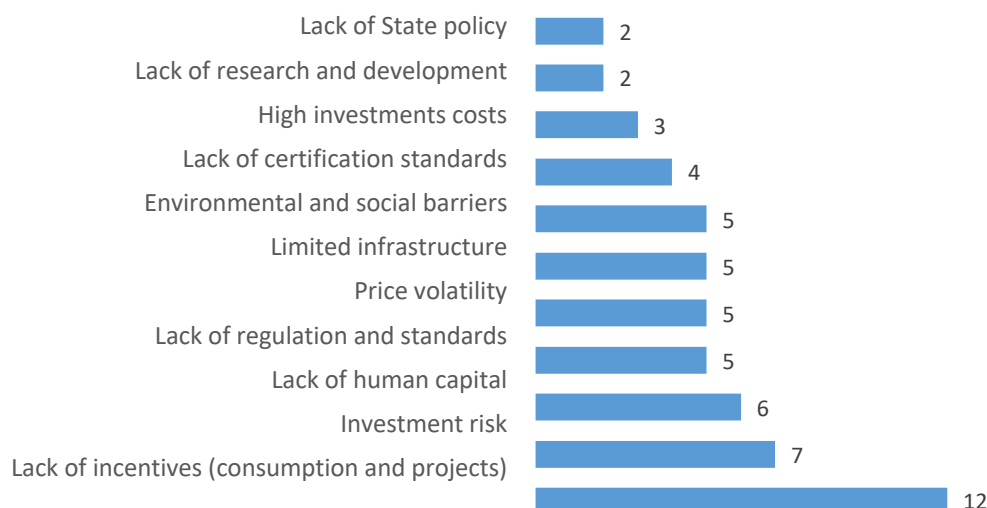 Lack of State policy 2
Lack of research and development 2
High investments costs 3
Lack of certification standards 4
Environmental and social barriers 5
Limited infrastructure 5
Price volatility 5
Lack of regulation and standards 5
Lack of human capital 6
Investment risk 7
Lack of incentives (consumption and projects) 12